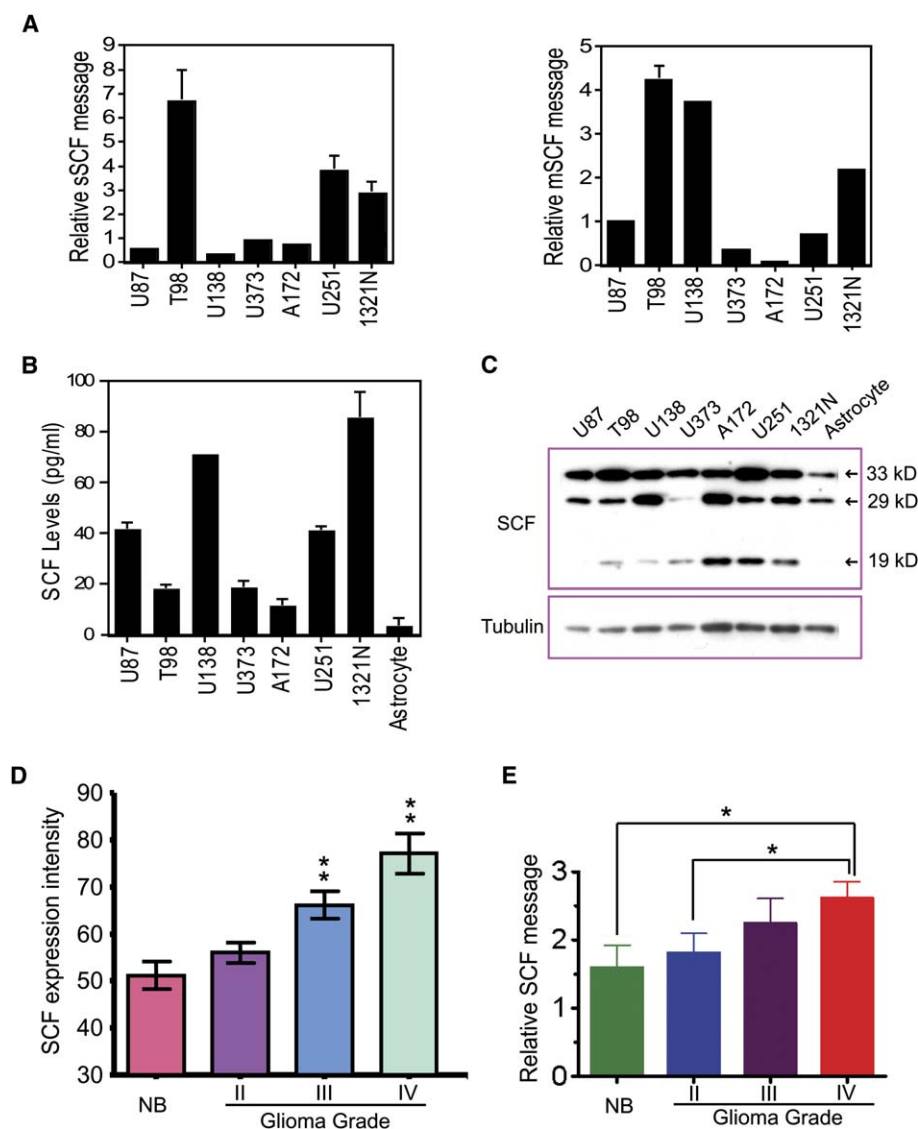 A
Relative sSCF message
9
8
7
6
5
4
3
2
1
0
U87
T98
U138
U373
A172
U251
1321N
Relative mSCF message
5
4
3
2
1
0
U87
T98
U138
U373
A172
U251
1321N
B
SCF Levels (pg/ml)
100
80
60
40
20
0
U87
T98
U138
U373
A172
U251
1321N
Astrocyte
C
U87
T98
U138
U373
A172
U251
1321N
Astrocyte
SCF
← 33 kD
← 29 kD
← 19 kD
Tubulin
D
SCF expression intensity
90
80
70
60
50
40
30
**
**
NB
II
III
IV
Glioma Grade
E
Relative SCF message
3
2
1
0
*
*
NB
II
III
IV
Glioma Grade